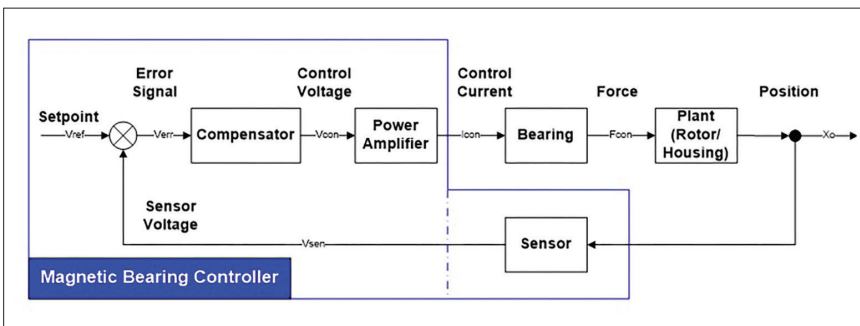 Setpoint
Error
Signal
Control
Voltage
Control
Current
Force
Position
Vref
Verr
Compensator
Vcon
Power
Amplifier
Icon
Bearing
Fcon
Plant
(Rotor/
Housing)
Xo
Sensor
Voltage
Vsen
Sensor
Magnetic Bearing Controller